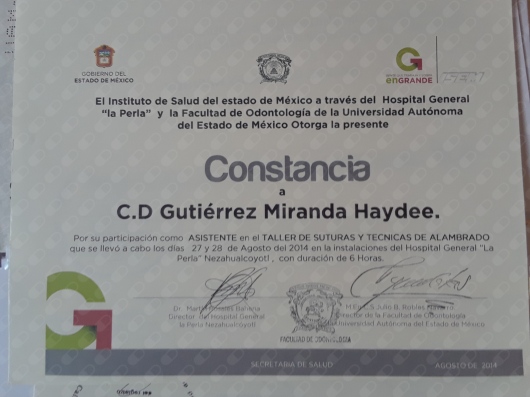 GOBIERNO DEL
ESTADO DE MÉXICO
enGRANDE
El Instituto de Salud del estado de México a través del Hospital General
"la Perla" y la Facultad de Odontología de la Universidad Autónoma
del Estado de México Otorga la presente
Constancia
a
C.D Gutiérrez Miranda Haydee.
Por su participación como ASISTENTE en el TALLER DE SUTURAS Y TECNICAS DE ALAMBRADO
que se llevó a cabo los días 27 y 28 de Agosto del 2014 en la instalaciones del Hospital General "La
Perla" Nezahualcoyotl , con duración de 6 Horas.
Director del Hospital General
la Perla Nezahualcóyotl
Julio B. Robles
Director de la Facultad de Odontología
Universidad Autónoma del Estado de México
FACULTAD DE ODONTOLOGIA
SECRETARÍA DE SALUD
AGOSTO DE 2014